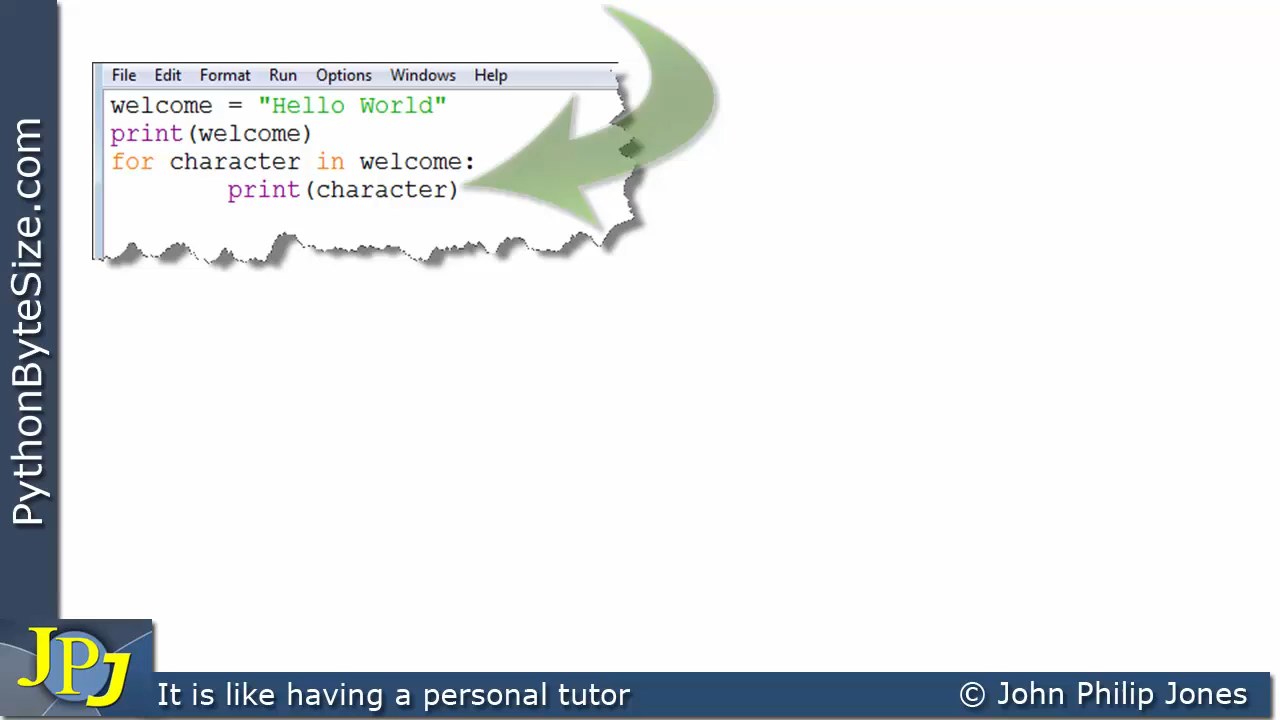 PythonByteSize.com
File Edit Format Run Options Windows Help
welcome = "Hello World"
print(welcome)
for character in welcome:
        print(character)
JPJ
It is like having a personal tutor
© John Philip Jones